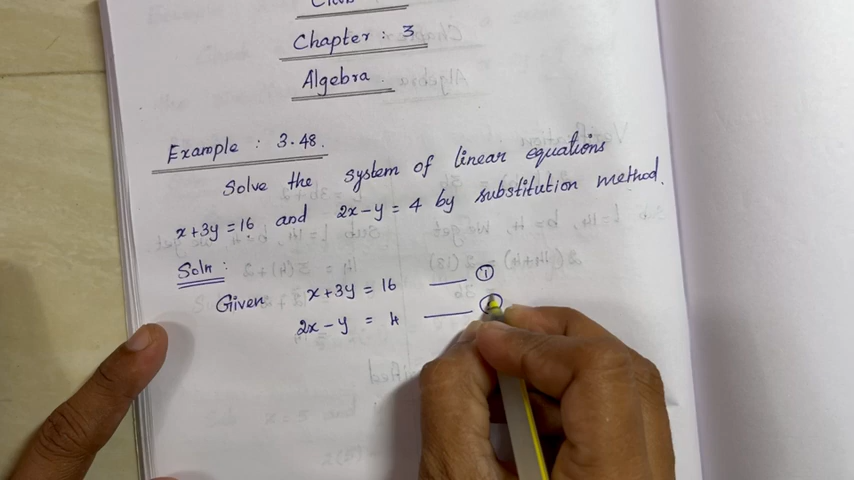 Chapter : 3
Algebra
Example : 3.48.
Solve the system of linear equations
x+3y = 16 and 2x-y = 4 by substitution method.
Soln :
Given x+3y = 16 —— ①
2x-y = 4 ——